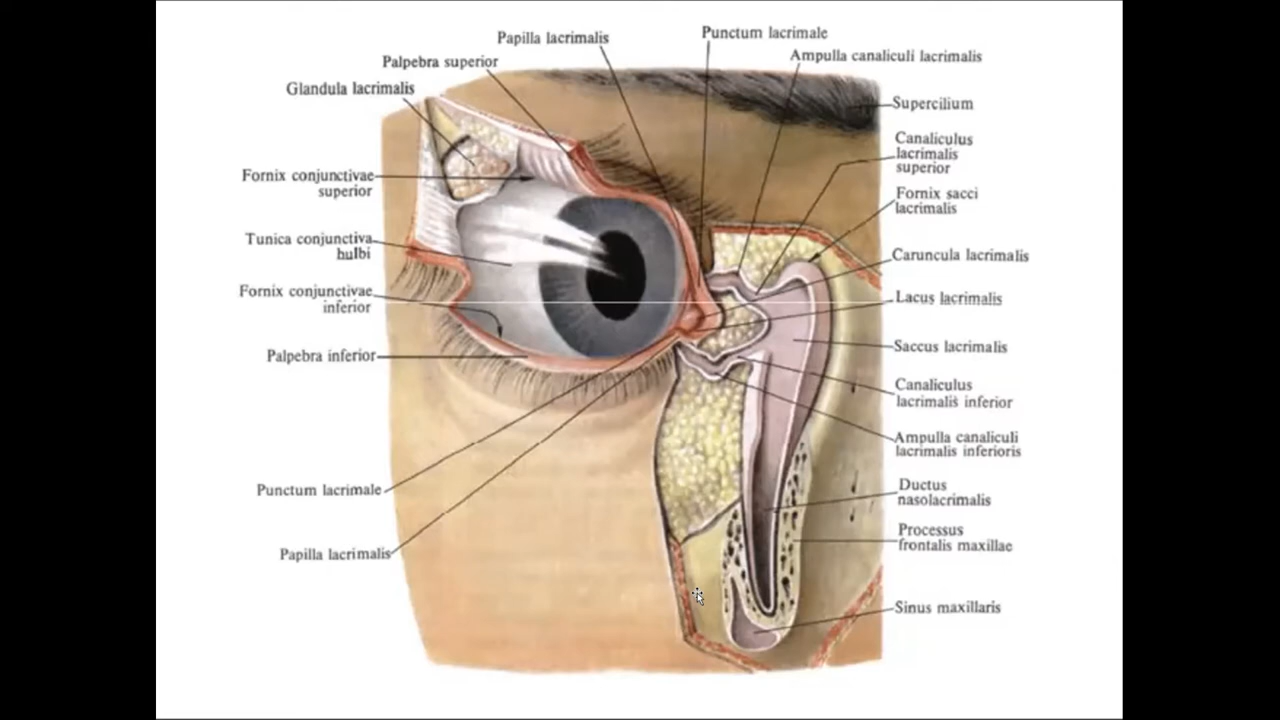 Papilla lacrimalis
Palpebra superior
Glandula lacrimalis
Fornix conjunctivae
superior
Tunica conjunctiva
bulbi
Fornix conjunctivae
inferior
Palpebra inferior
Punctum lacrimale
Papilla lacrimalis
Punctum lacrimale
Ampulla canaliculi lacrimalis
Supercilium
Canaliculus
lacrimalis
superior
Fornix sacci
lacrimalis
Caruncula lacrimalis
Lacus lacrimalis
Saccus lacrimalis
Canaliculus
lacrimalis inferior
Ampulla canaliculi
lacrimalis inferioris
Ductus
nasolacrimalis
Processus
frontalis maxillae
Sinus maxillaris